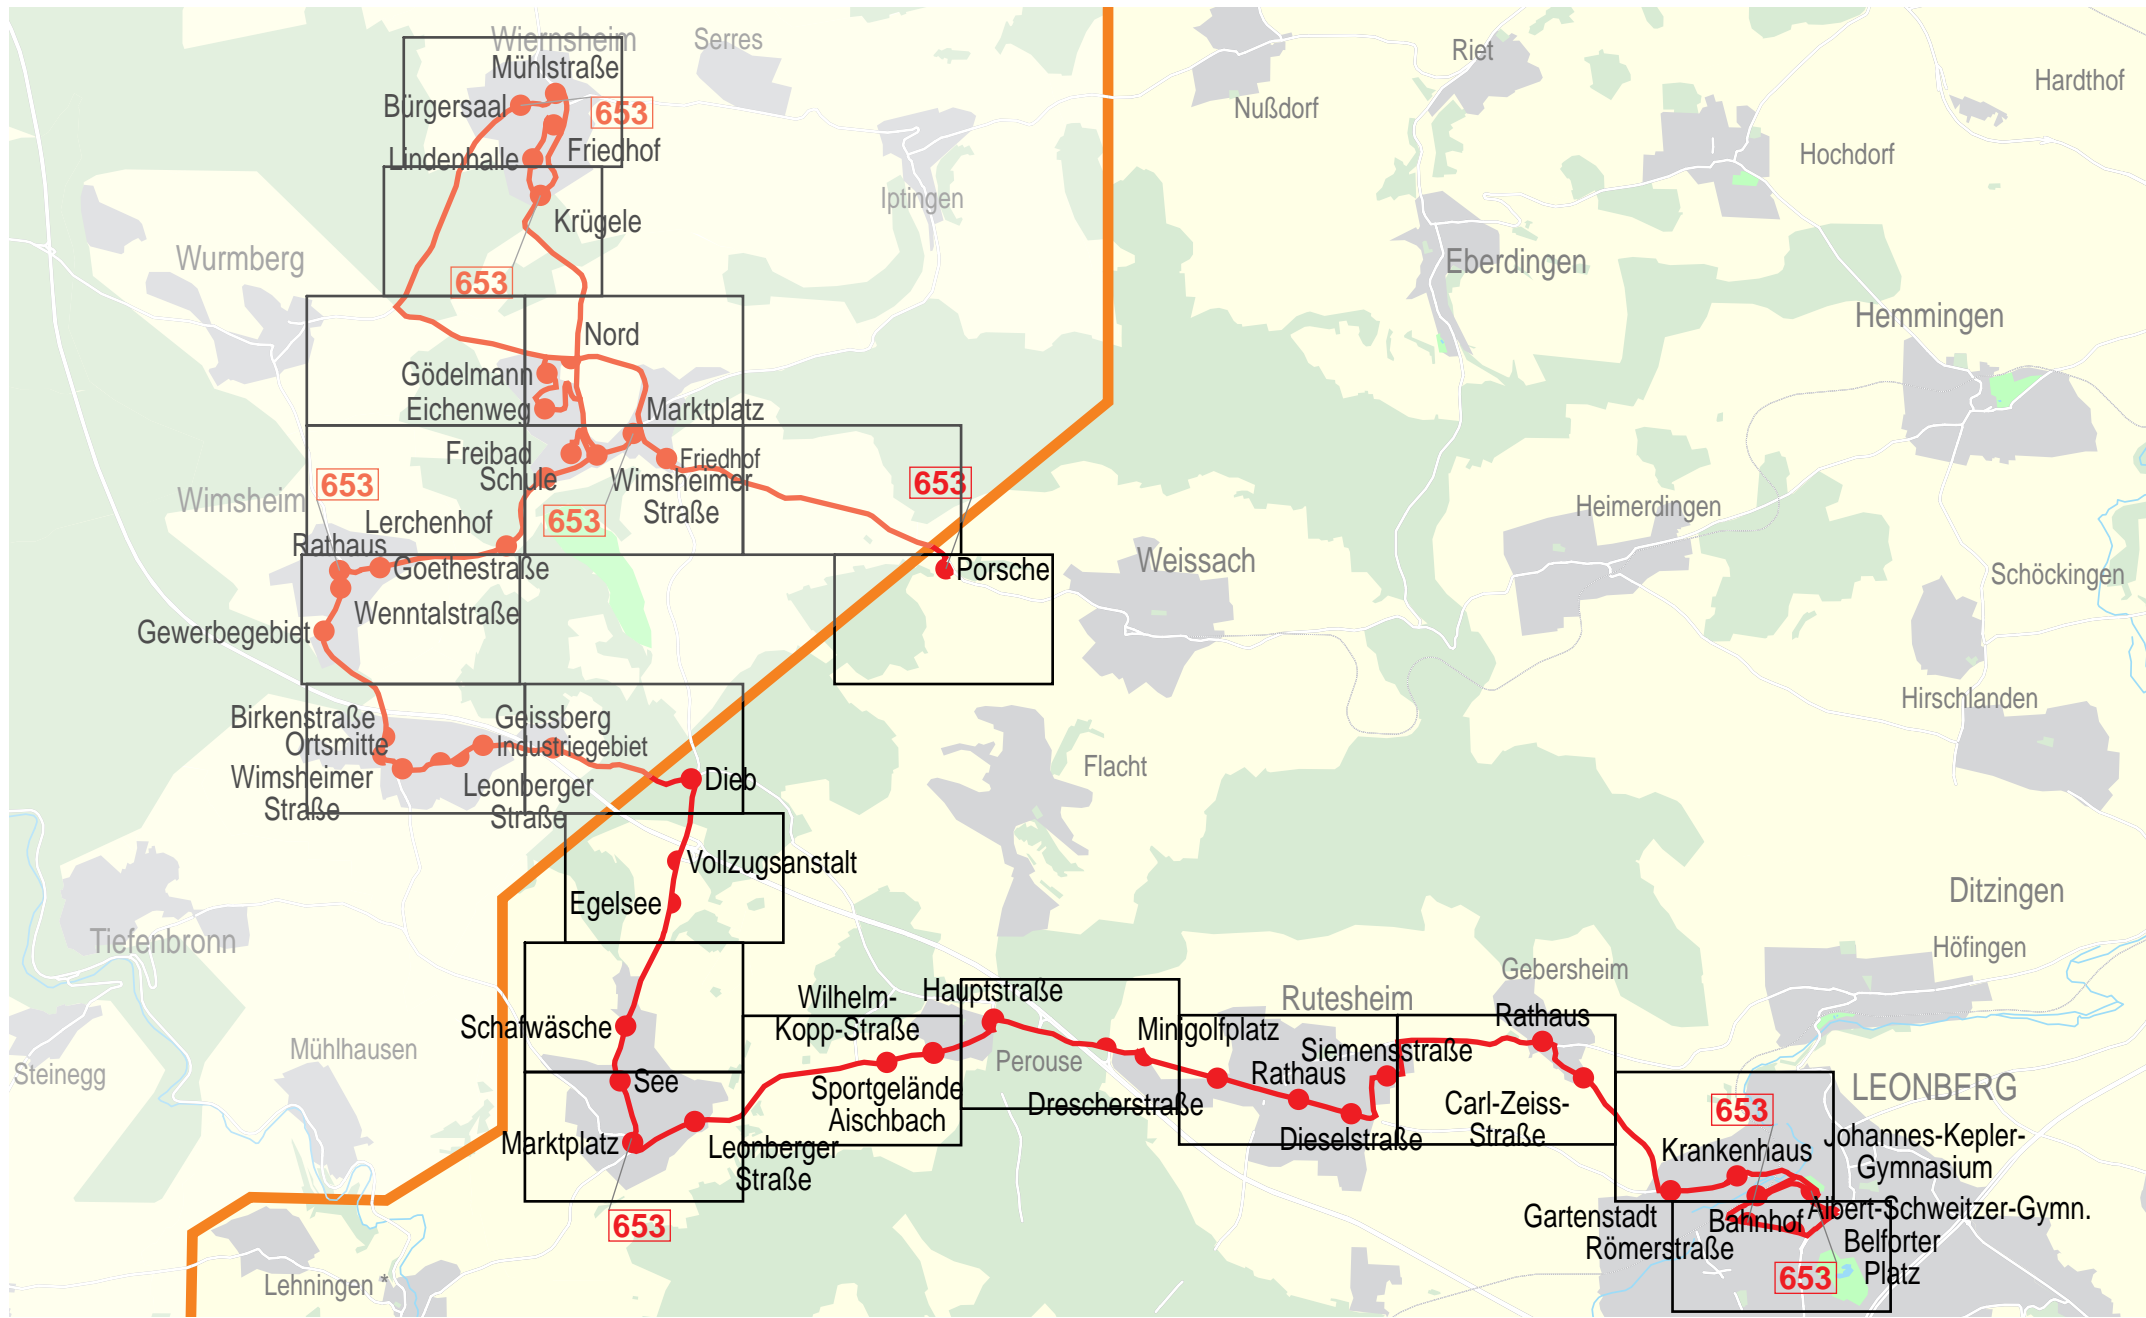 Wiernsheim
Serres
Mühlstraße
Bürgersaal
653
Lindenhalle
Friedhof
Krügele
653
Wurmberg
Iptingen
Nußdorf
Riet
Hardthof
Hochdorf
Eberdingen
Hemmingen
Nord
Gödelmann
Eichenweg
Marktplatz
Freibad
Schule
Friedhof
Wimsheimer
Straße
653
653
653
Wimsheim
Lerchenhof
Rathaus
Goethestraße
Wenntalstraße
Gewerbegebiet
Porsche
Weissach
Heimerdingen
Schöckingen
Hirschlanden
Birkenstraße
Ortsmitte
Wimsheimer
Straße
Geissberg
Industriegebiet
Leonberger
Straße
Dieb
Flacht
Vollzugsanstalt
Egelsee
Tiefenbronn
Ditzingen
Höfingen
Schafwäsche
See
Marktplatz
Leonberger
Straße
653
Wilhelm-
Kopp-Straße
Sportgelände
Aischbach
Hauptstraße
Perouse
Minigolfplatz
Drescherstraße
Rutesheim
Rathaus
Siemensstraße
Dieselstraße
Gebersheim
Rathaus
Carl-Zeiss-
Straße
LEONBERG
653
Krankenhaus
Johannes-Kepler-
Gymnasium
Gartenstadt
Römerstraße
Bahnhof
Albert-Schweitzer-Gymn.
Belforter
Platz
653
Steinegg
Mühlhausen
Lehningen *